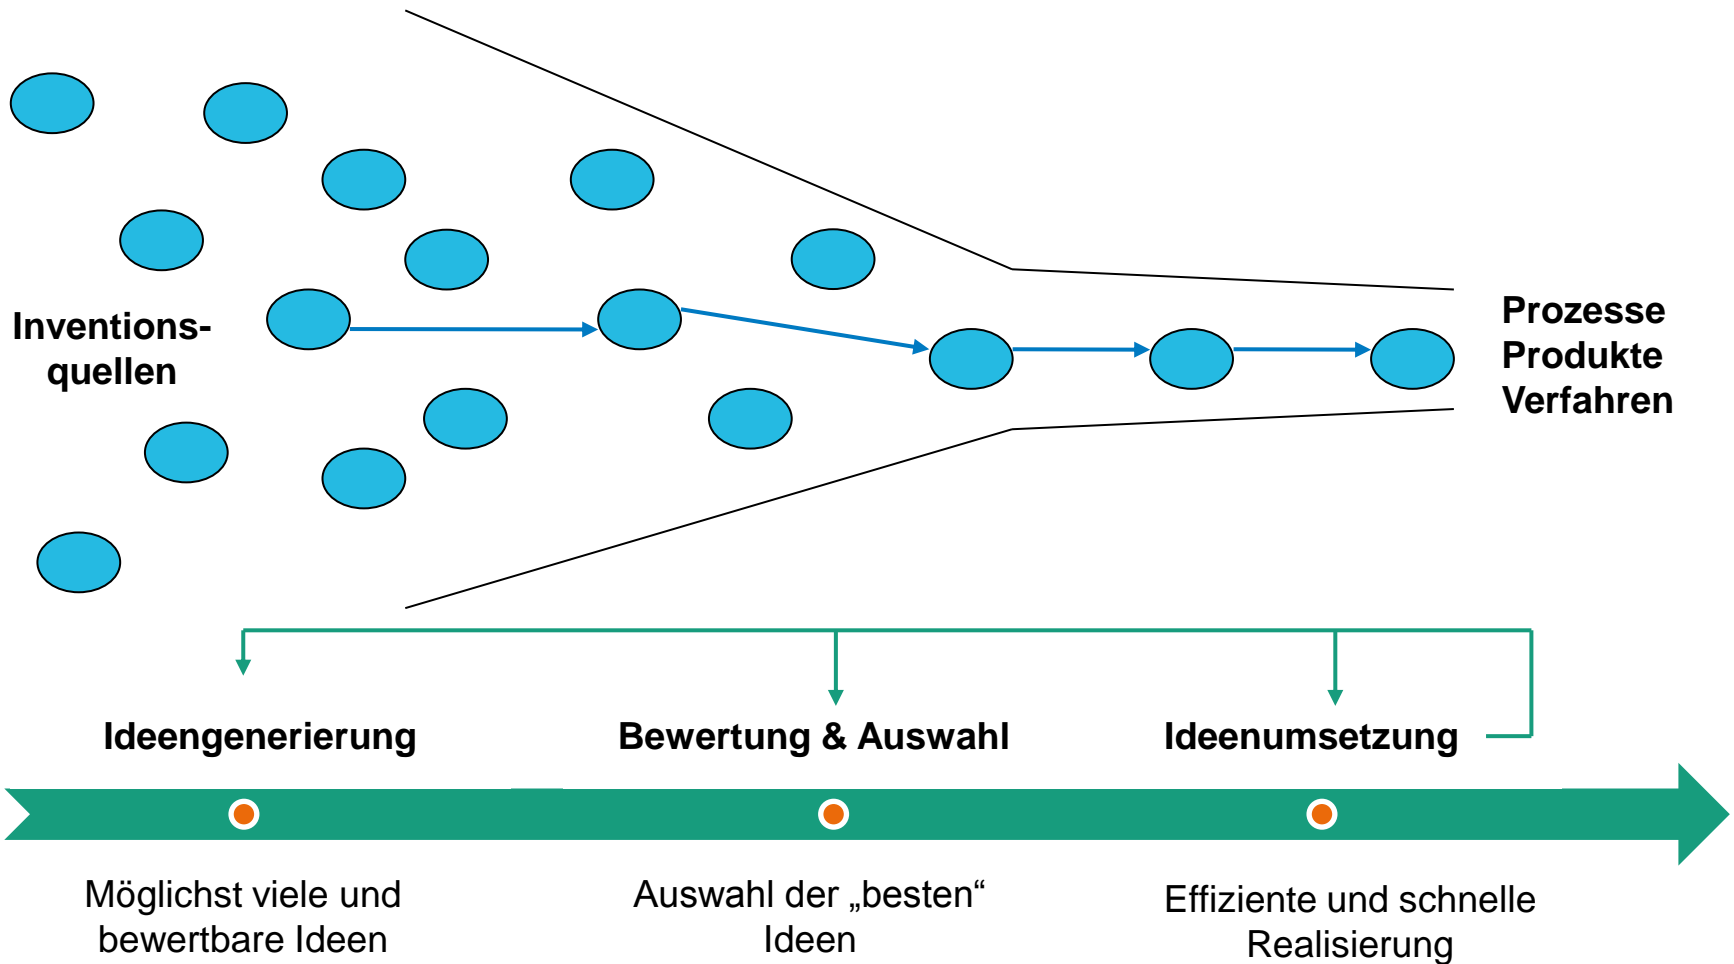 Inventions-
quellen
Prozesse
Produkte
Verfahren
Ideengenerierung
Bewertung & Auswahl
Ideenumsetzung
Möglichst viele und
bewertbare Ideen
Auswahl der „besten“
Ideen
Effiziente und schnelle
Realisierung